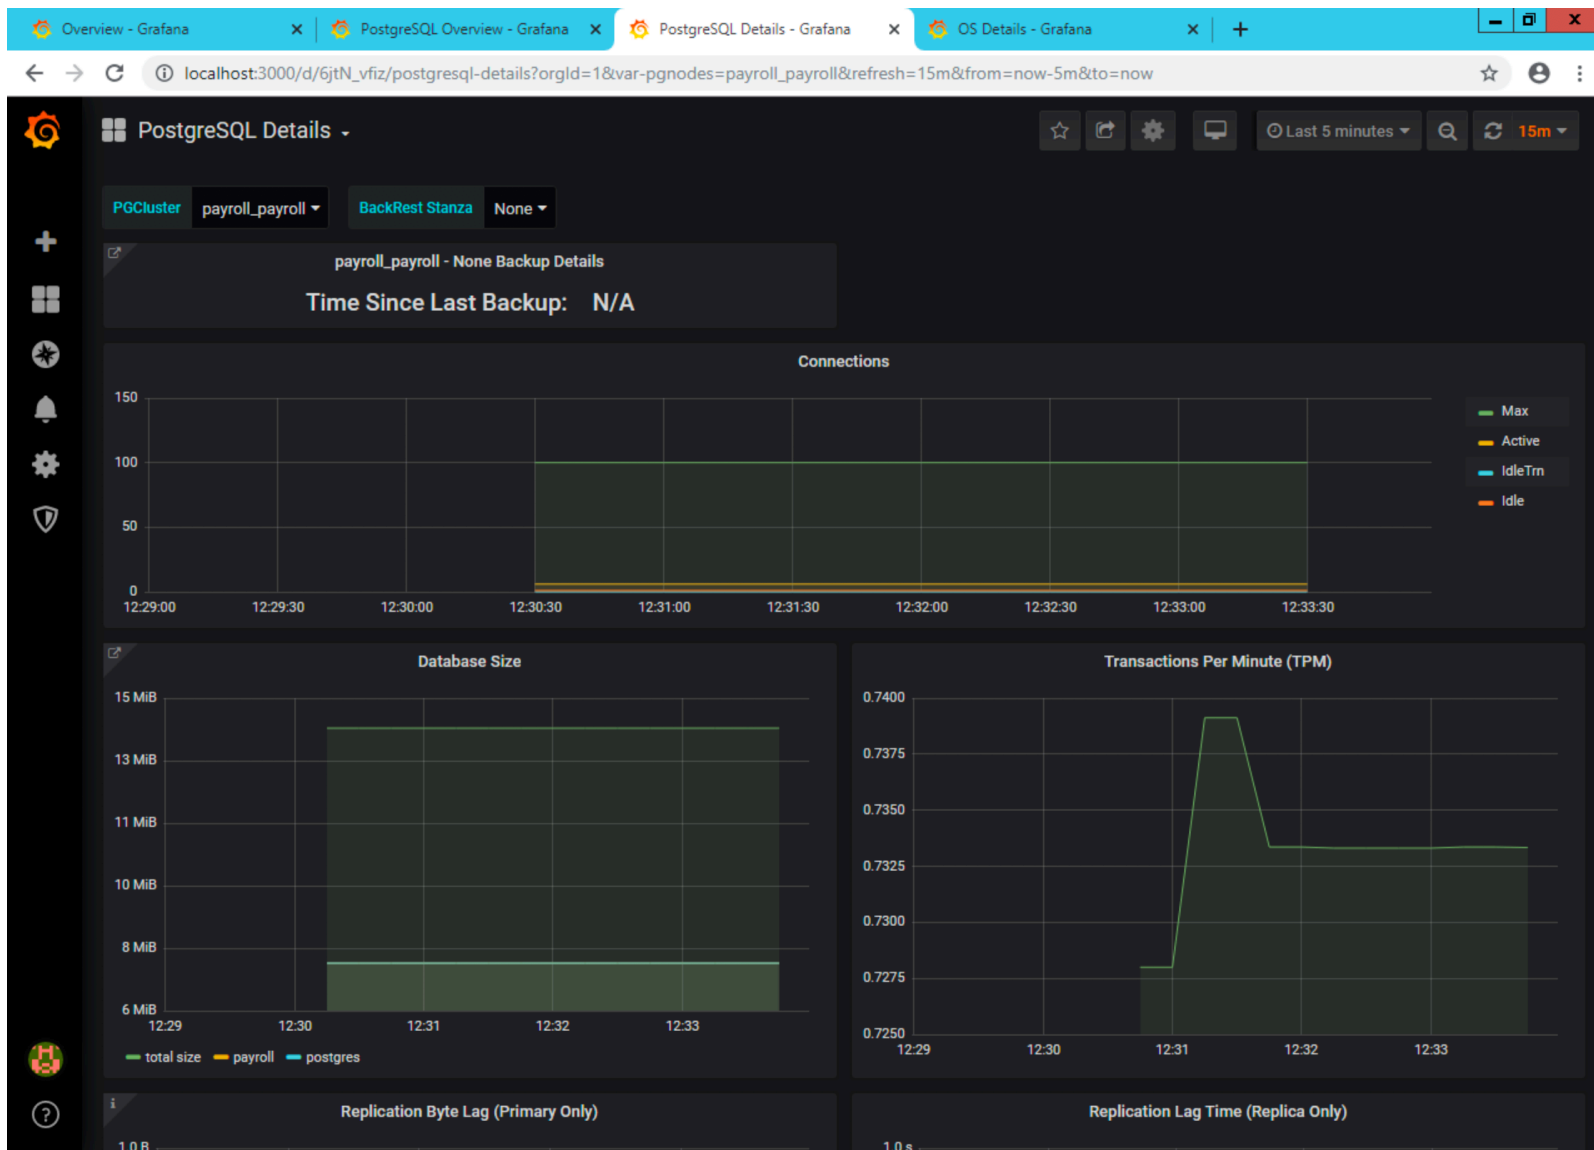 Overview - Grafana
PostgreSQL Overview - Grafana
PostgreSQL Details - Grafana
OS Details - Grafana
localhost:3000/d/6jtN_vfiz/postgresql-details?orgId=1&var-pgnodes=payroll_payroll&refresh=15m&from=now-5m&to=now
PostgreSQL Details
Last 5 minutes
15m
PGCluster payroll_payroll
BackRest Stanza None
payroll_payroll - None Backup Details
Time Since Last Backup: N/A
Connections
150
100
50
0
12:29:00 12:29:30 12:30:00 12:30:30 12:31:00 12:31:30 12:32:00 12:32:30 12:33:00 12:33:30
Max
Active
IdleTrn
Idle
Database Size
15 MiB
13 MiB
11 MiB
10 MiB
8 MiB
6 MiB
12:29 12:30 12:31 12:32 12:33
total size payroll postgres
Transactions Per Minute (TPM)
0.7400
0.7375
0.7350
0.7325
0.7300
0.7275
0.7250
12:29 12:30 12:31 12:32 12:33
Replication Byte Lag (Primary Only)
1.0 B
Replication Lag Time (Replica Only)
1.0 s